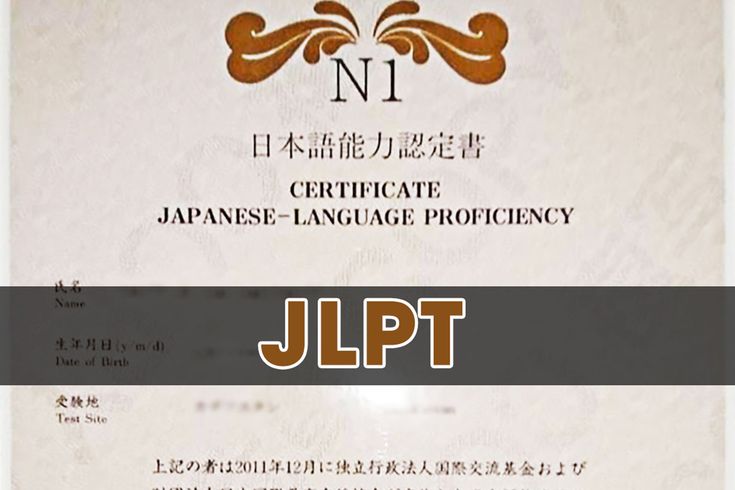 N1
日本語能力認定書
CERTIFICATE
JAPANESE-LANGUAGE PROFICIENCY
氏名
Name
JLPT
生年月日(y/m/d)
Date of Birth
受験地
Test Site
上記の者は2011年12月に独立行政法人国際交流基金および